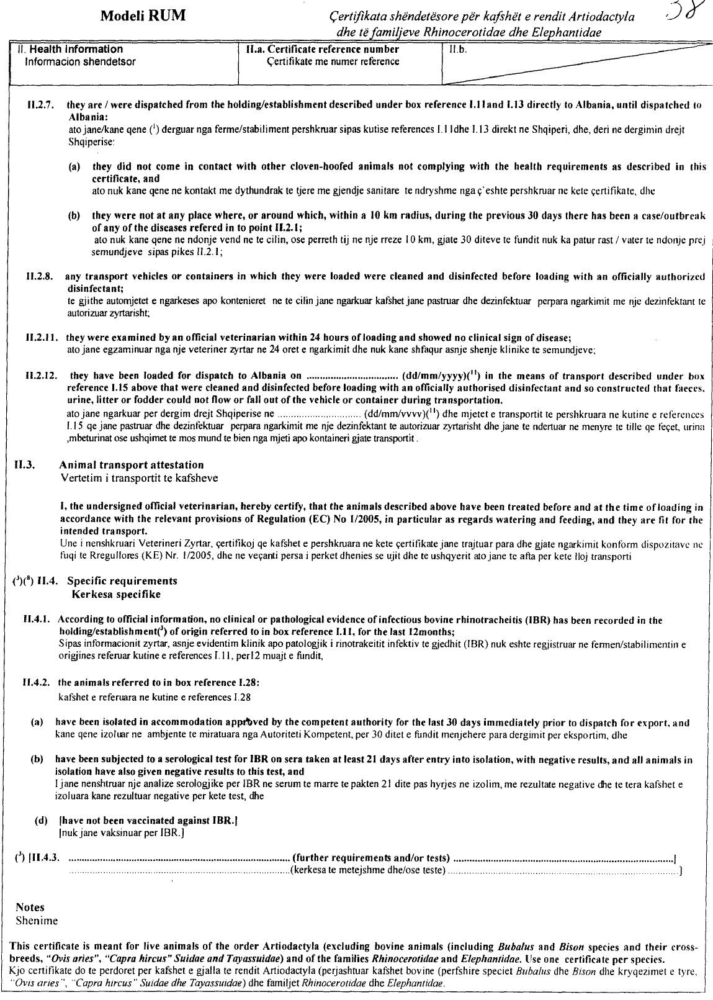 Modeli RUM
Çertifikata shëndetësore për kafshët e rendit Artiodactyla
dhe të familjeve Rhinocerotidae dhe Elephantidae
38
II. Health information
Informacion shendetsor
II.a. Certificate reference number
Çertifikate me numer reference
II.b.
II.2.7. they are / were dispatched from the holding/establishment described under box reference I.11and I.13 directly to Albania, until dispatched to
Albania:
ato jane/kane qene (¹) derguar nga ferme/stabiliment pershkruar sipas kutise references I.11dhe I.13 direkt ne Shqiperi, dhe, deri ne dergimin drejt
Shqiperise:
(a) they did not come in contact with other cloven-hoofed animals not complying with the health requirements as described in this
certificate, and
ato nuk kane qene ne kontakt me dythundrak te tjere me gjendje sanitare te ndryshme nga ç`eshte pershkruar ne kete çertifikate, dhe
(b) they were not at any place where, or around which, within a 10 km radius, during the previous 30 days there has been a case/outbreak
of any of the diseases refered in to point II.2.1;
ato nuk kane qene ne ndonje vend ne te cilin, ose perreth tij ne nje rreze 10 km, gjate 30 diteve te fundit nuk ka patur rast / vater te ndonje prej
semundjeve sipas pikes II.2.1;
II.2.8. any transport vehicles or containers in which they were loaded were cleaned and disinfected before loading with an officially authorized
disinfectant;
te gjithe automjetet e ngarkeses apo kontenieret ne te cilin jane ngarkuar kafshet jane pastruar dhe dezinfektuar perpara ngarkimit me nje dezinfektant te
autorizuar zyrtarisht;
II.2.11. they were examined by an official veterinarian within 24 hours of loading and showed no clinical sign of disease;
ato jane egzaminuar nga nje veteriner zyrtar ne 24 oret e ngarkimit dhe nuk kane shfaqur asnje shenje klinike te semundjeve;
II.2.12. they have been loaded for dispatch to Albania on .................................. (dd/mm/yyyy)(¹¹) in the means of transport described under box
reference I.15 above that were cleaned and disinfected before loading with an officially authorised disinfectant and so constructed that faeces,
urine, litter or fodder could not flow or fall out of the vehicle or container during transportation.
ato jane ngarkuar per dergim drejt Shqiperise ne .............................. (dd/mm/vvvv)(¹¹) dhe mjetet e transportit te pershkruara ne kutine e references
I.15 qe jane pastruar dhe dezinfektuar perpara ngarkimit me nje dezinfektant te autorizuar zyrtarisht dhe jane te ndertuar ne menyre te tille qe feçet, urina
,mbeturinat ose ushqimet te mos mund te bien nga mjeti apo kontaineri gjate transportit .
II.3. Animal transport attestation
Vertetim i transportit te kafsheve
I, the undersigned official veterinarian, hereby certify, that the animals described above have been treated before and at the time of loading in
accordance with the relevant provisions of Regulation (EC) No 1/2005, in particular as regards watering and feeding, and they are fit for the
intended transport.
Une i nenshkruari Veterineri Zyrtar, çertifikoj qe kafshet e pershkruara ne kete çertifikate jane trajtuar para dhe gjate ngarkimit konform dispozitave ne
fuqi te Rregullores (KE) Nr. 1/2005, dhe ne veçanti persa i perket dhenies se ujit dhe te ushqyerit ato jane te afta per kete lloj transporti
(³)(⁸) II.4. Specific requirements
Kerkesa specifike
II.4.1. According to official information, no clinical or pathological evidence of infectious bovine rhinotracheitis (IBR) has been recorded in the
holding/establishment(³) of origin referred to in box reference I.11, for the last 12months;
Sipas informacionit zyrtar, asnje evidentim klinik apo patologjik i rinotrakeitit infektiv te gjedhit (IBR) nuk eshte regjistruar ne fermen/stabilimentin e
origjines referuar kutine e references I.11, per12 muajt e fundit,
II.4.2. the animals referred to in box reference I.28:
kafshet e referuara ne kutine e references I.28
(a) have been isolated in accommodation approved by the competent authority for the last 30 days immediately prior to dispatch for export, and
kane qene izoluar ne ambjente te miratuara nga Autoriteti Kompetent, per 30 ditet e fundit menjehere para dergimit per eksportim, dhe
(b) have been subjected to a serological test for IBR on sera taken at least 21 days after entry into isolation, with negative results, and all animals in
isolation have also given negative results to this test, and
I jane nenshtruar nje analize serologjike per IBR ne serum te marre te pakten 21 dite pas hyrjes ne izolim, me rezultate negative dhe te tera kafshet e
izoluara kane rezultuar negative per kete test, dhe
(d) [have not been vaccinated against IBR.]
[nuk jane vaksinuar per IBR.]
(³) [II.4.3. .................................................................................. (further requirements and/or tests) ..................................................................................]
..................................................................................(kerkesa te metejshme dhe/ose teste) ..................................................................................]
Notes
Shenime
This certificate is meant for live animals of the order Artiodactyla (excluding bovine animals (including Bubalus and Bison species and their cross-
breeds, "Ovis aries", "Capra hircus" Suidae and Tayassuidae) and of the families Rhinocerotidae and Elephantidae. Use one certificate per species.
Kjo certifikate do te perdoret per kafshet e gjalla te rendit Artiodactyla (perjashtuar kafshet bovine (perfshire speciet Bubalus dhe Bison dhe kryqezimet e tyre,
"Ovis aries", "Capra hircus" Suidae dhe Tayassuidae) dhe familjet Rhinocerotidae dhe Elephantidae.